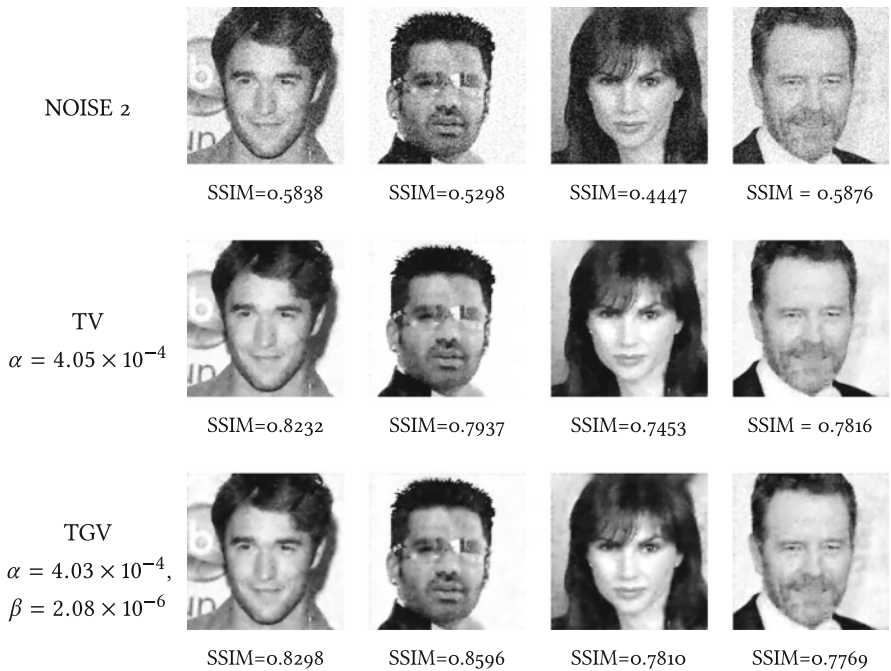 NOISE 2
SSIM=0.5838
SSIM=0.5298
SSIM=0.4447
SSIM = 0.5876
TV
α = 4.05 × 10⁻⁴
SSIM=0.8232
SSIM=0.7937
SSIM=0.7453
SSIM = 0.7816
TGV
α = 4.03 × 10⁻⁴,
β = 2.08 × 10⁻⁶
SSIM=0.8298
SSIM=0.8596
SSIM=0.7810
SSIM=0.7769